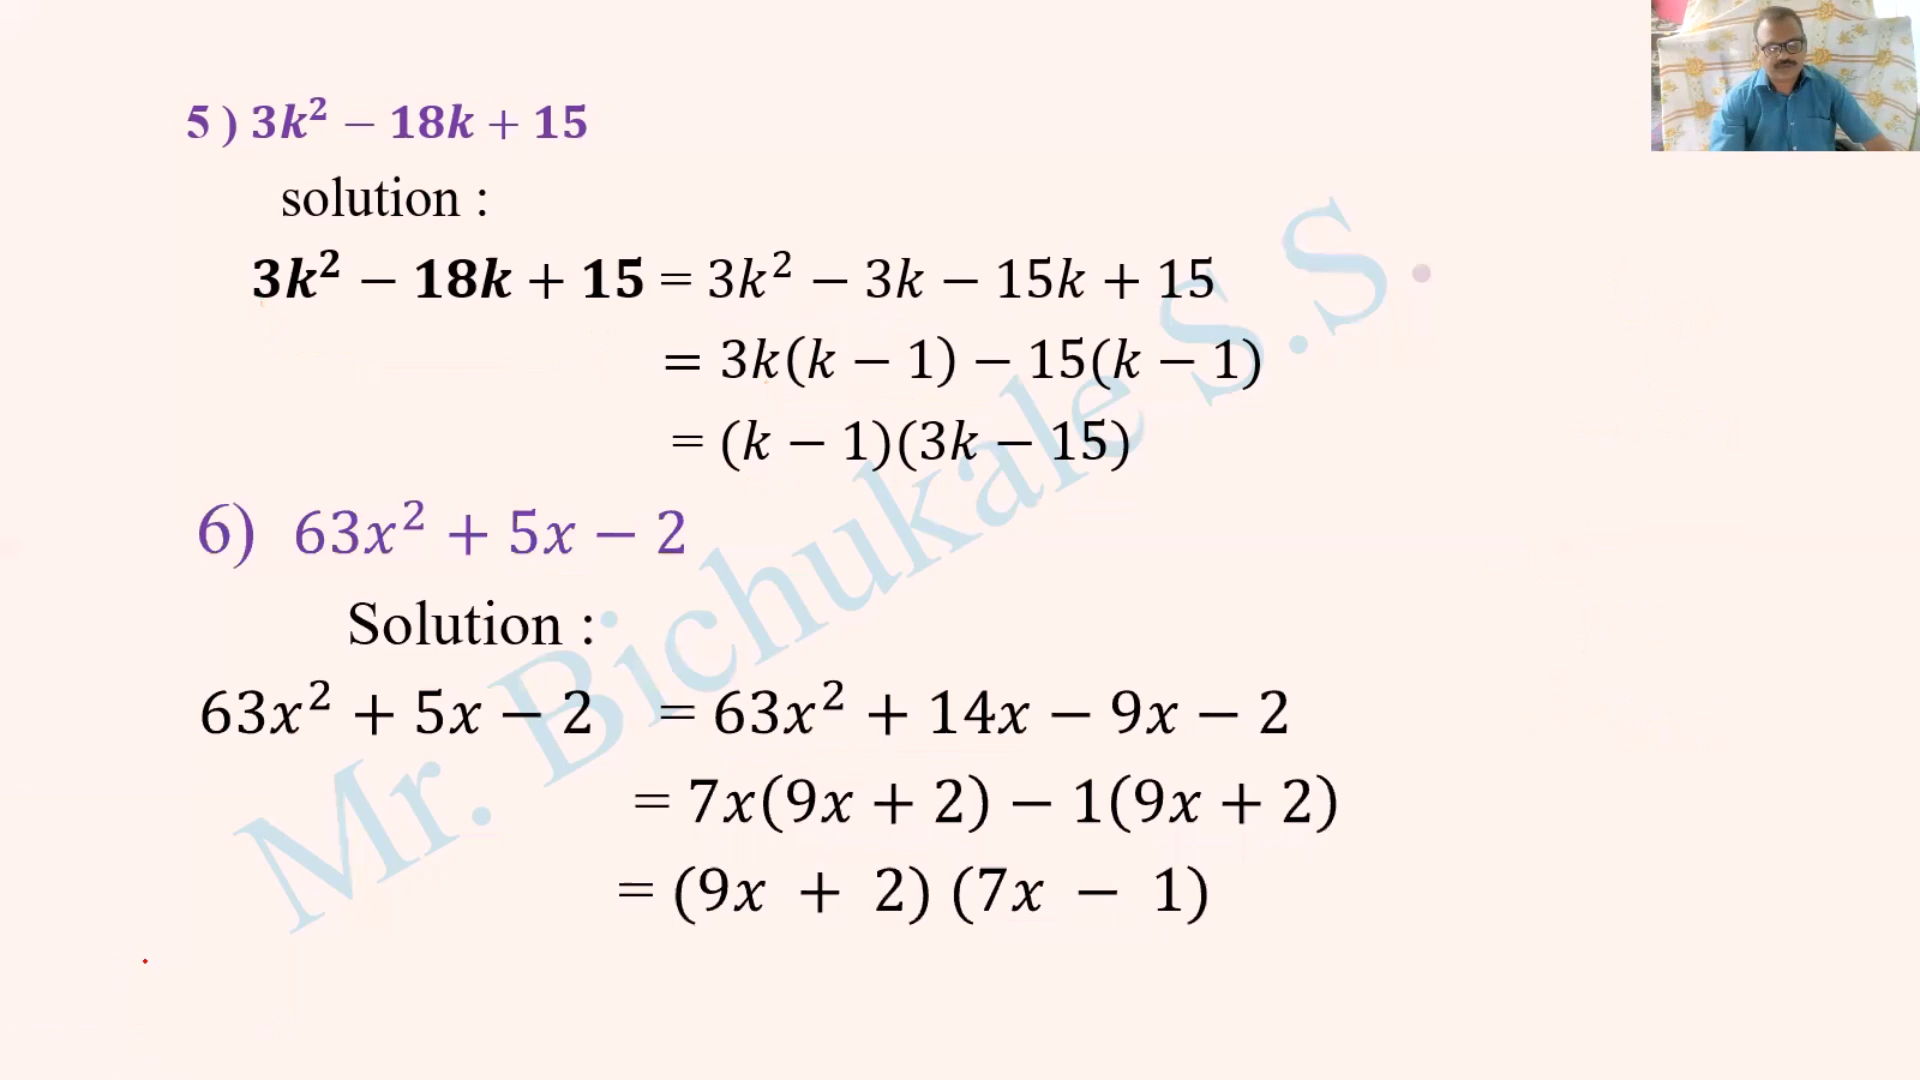 5 ) 3k² − 18k + 15
solution :
3k² − 18k + 15 = 3k² − 3k − 15k + 15
= 3k(k − 1) − 15(k − 1)
= (k − 1)(3k − 15)
6) 63x² + 5x − 2
Solution :
63x² + 5x − 2 = 63x² + 14x − 9x − 2
= 7x(9x + 2) − 1(9x + 2)
= (9x + 2) (7x − 1)
Mr. Bichukale S.S.